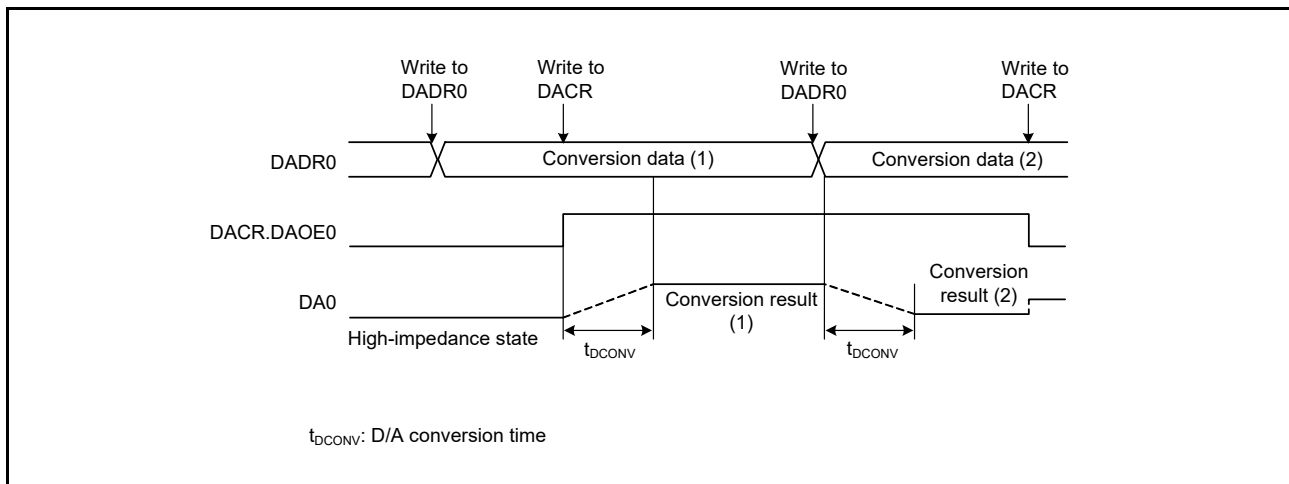 Write to
DADR0
Write to
DACR
Write to
DADR0
Write to
DACR
DADR0
Conversion data (1)
Conversion data (2)
DACR.DAOE0
DA0
Conversion result
(1)
Conversion
result (2)
High-impedance state
tDCONV
tDCONV
tDCONV: D/A conversion time